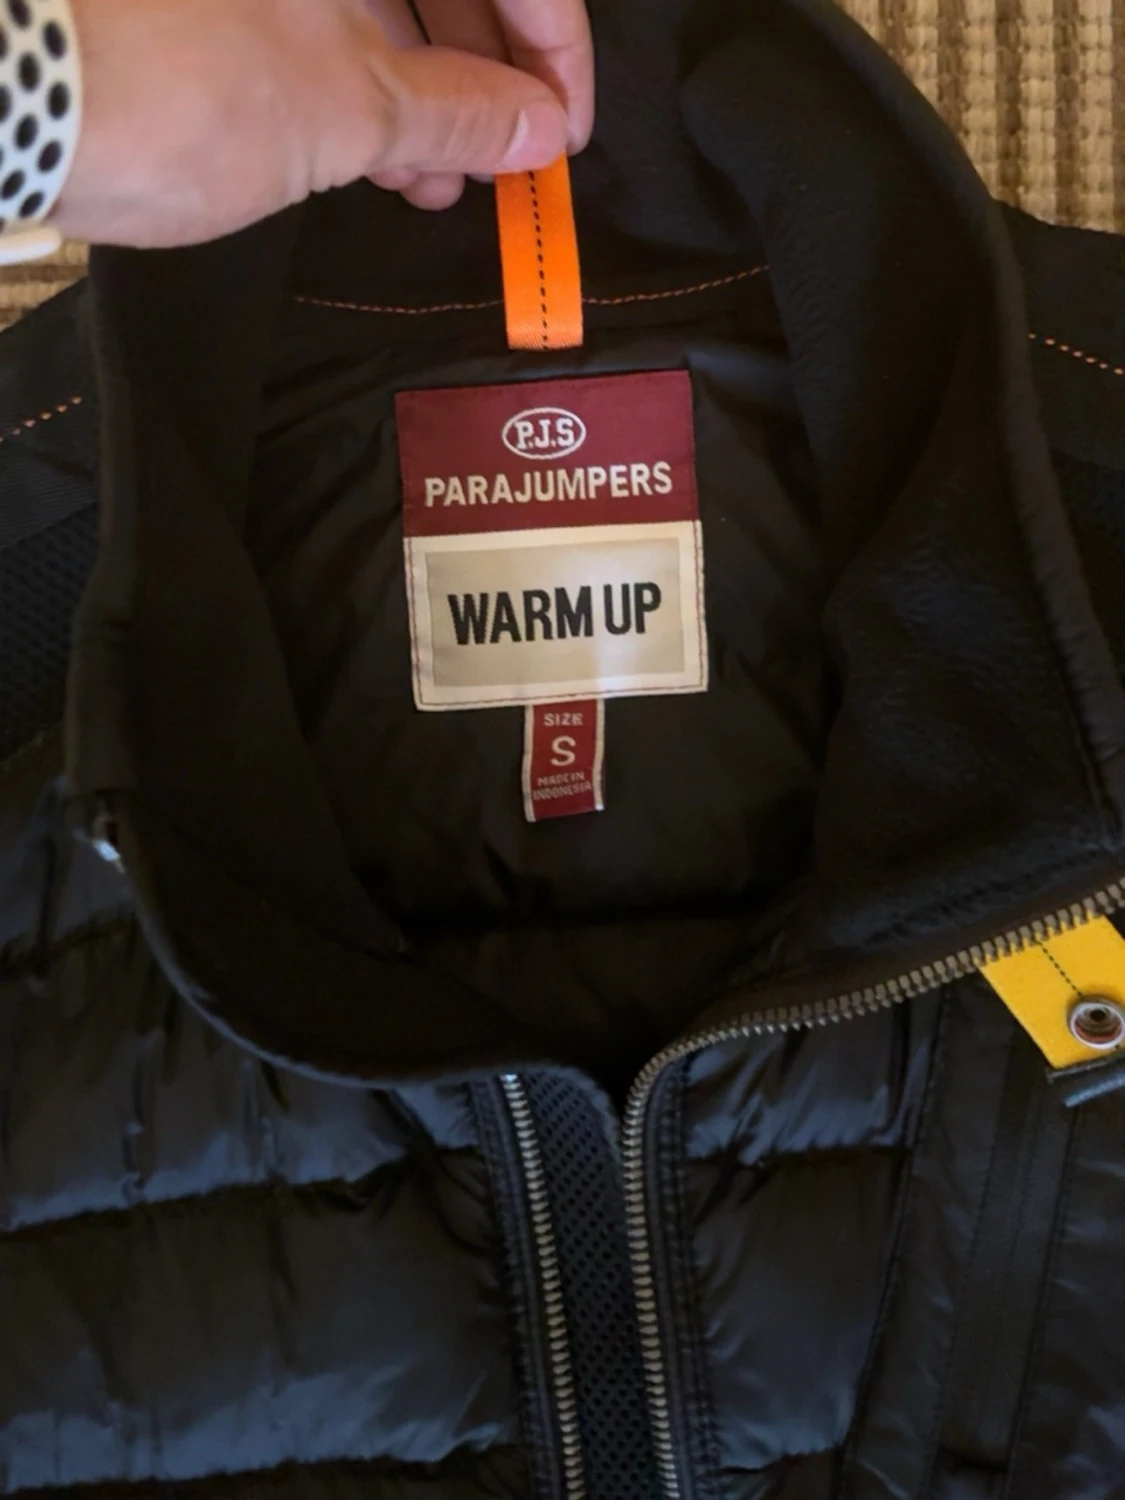 P.J.S
PARAJUMPERS
WARM UP
SIZE
S
MADE IN
INDONESIA